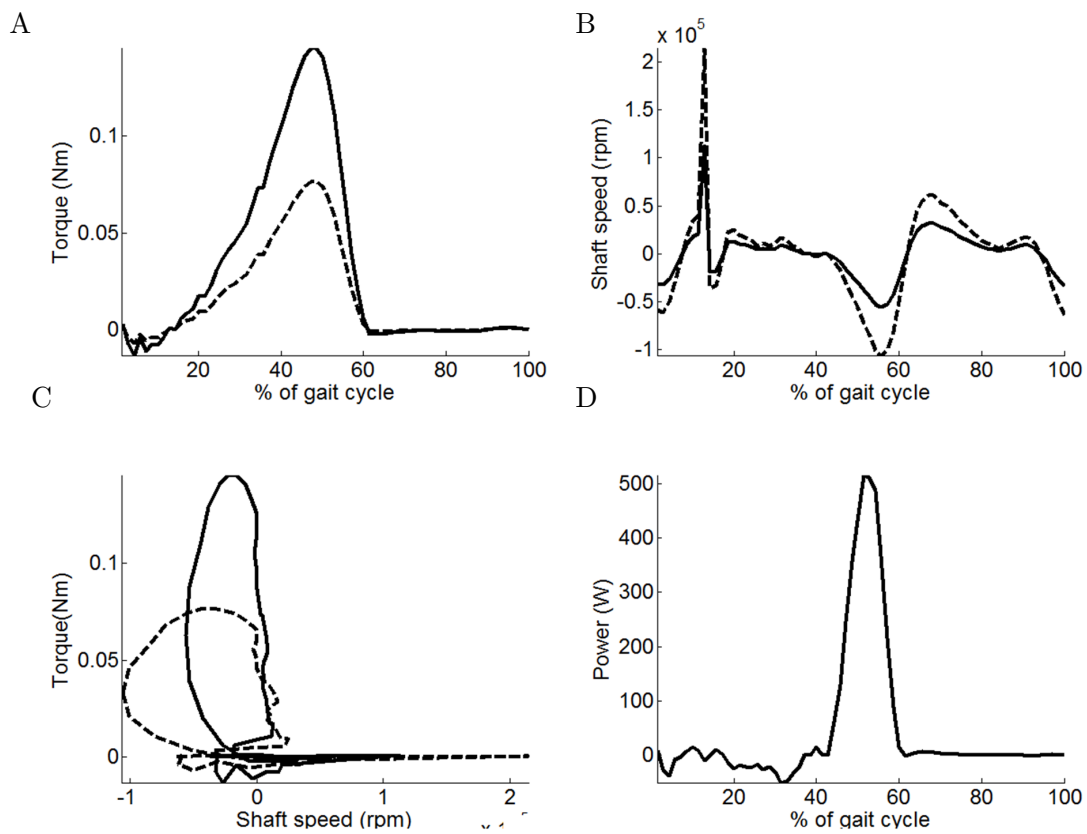 A
0.1
0.05
0
Torque (Nm)
20 40 60 80 100
% of gait cycle
B
x 10^5
2
1.5
1
0.5
0
-0.5
-1
Shaft speed (rpm)
20 40 60 80 100
% of gait cycle
C
0.1
0.05
0
Torque(Nm)
-1 0 1 2
Shaft speed (rpm)
D
500
400
300
200
100
0
Power (W)
20 40 60 80 100
% of gait cycle